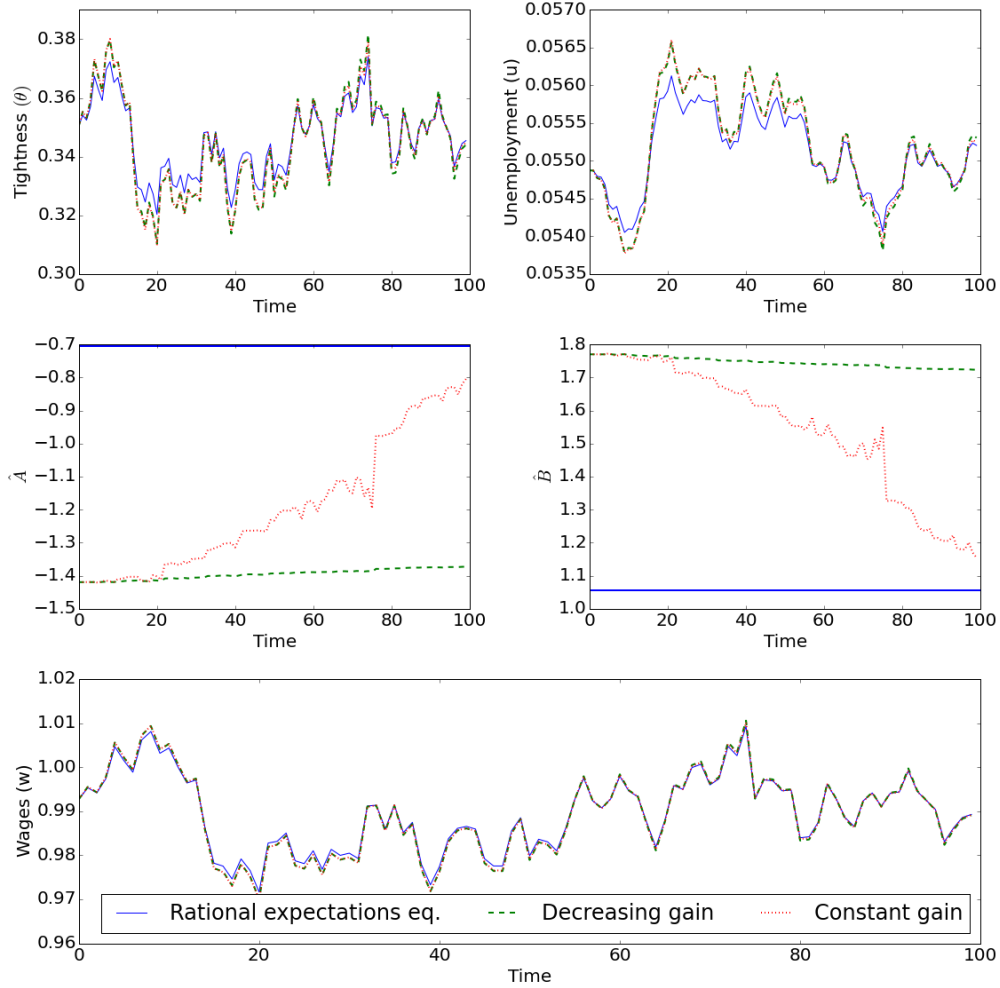 0.38
0.36
0.34
0.32
0.30
Tightness (θ)
0 20 40 60 80 100
Time
0.0570
0.0565
0.0560
0.0555
0.0550
0.0545
0.0540
0.0535
Unemployment (u)
0 20 40 60 80 100
Time
−0.7
−0.8
−0.9
−1.0
−1.1
−1.2
−1.3
−1.4
−1.5
Â
0 20 40 60 80 100
Time
1.8
1.7
1.6
1.5
1.4
1.3
1.2
1.1
1.0
B̂
0 20 40 60 80 100
Time
1.02
1.01
1.00
0.99
0.98
0.97
0.96
Wages (w)
Rational expectations eq. Decreasing gain Constant gain
0 20 40 60 80 100
Time